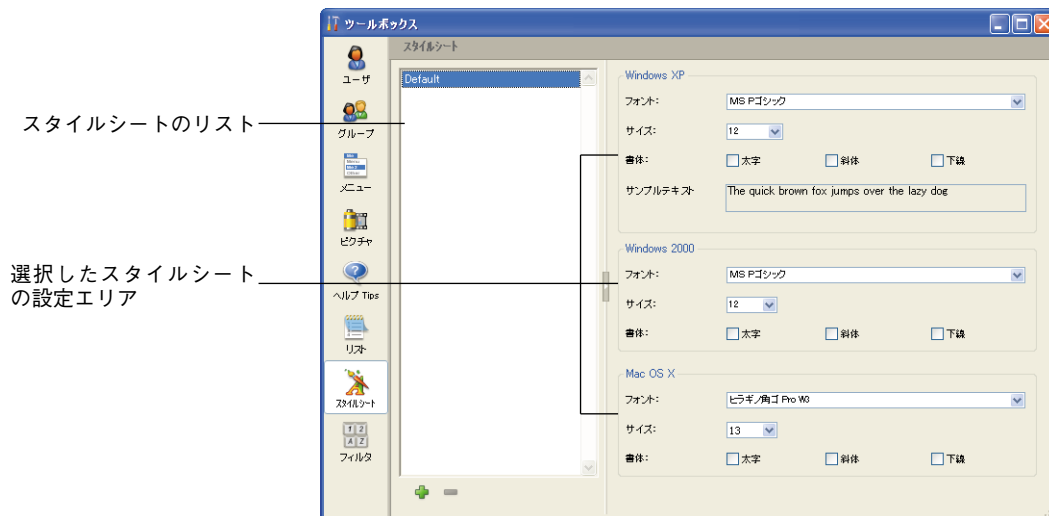 ツールボックス
スタイルシート
ユーザ
グループ
メニュー
ピクチャ
ヘルプ Tips
リスト
スタイルシート
フィルタ
スタイルシートのリスト
選択したスタイルシート
の設定エリア
Default
Windows XP
フォント:
MS Pゴシック
サイズ:
12
書体:
太字
斜体
下線
サンプルテキスト
The quick brown fox jumps over the lazy dog
Windows 2000
フォント:
MS Pゴシック
サイズ:
12
書体:
太字
斜体
下線
Mac OS X
フォント:
ヒラギノ角ゴ Pro W3
サイズ:
13
書体:
太字
斜体
下線